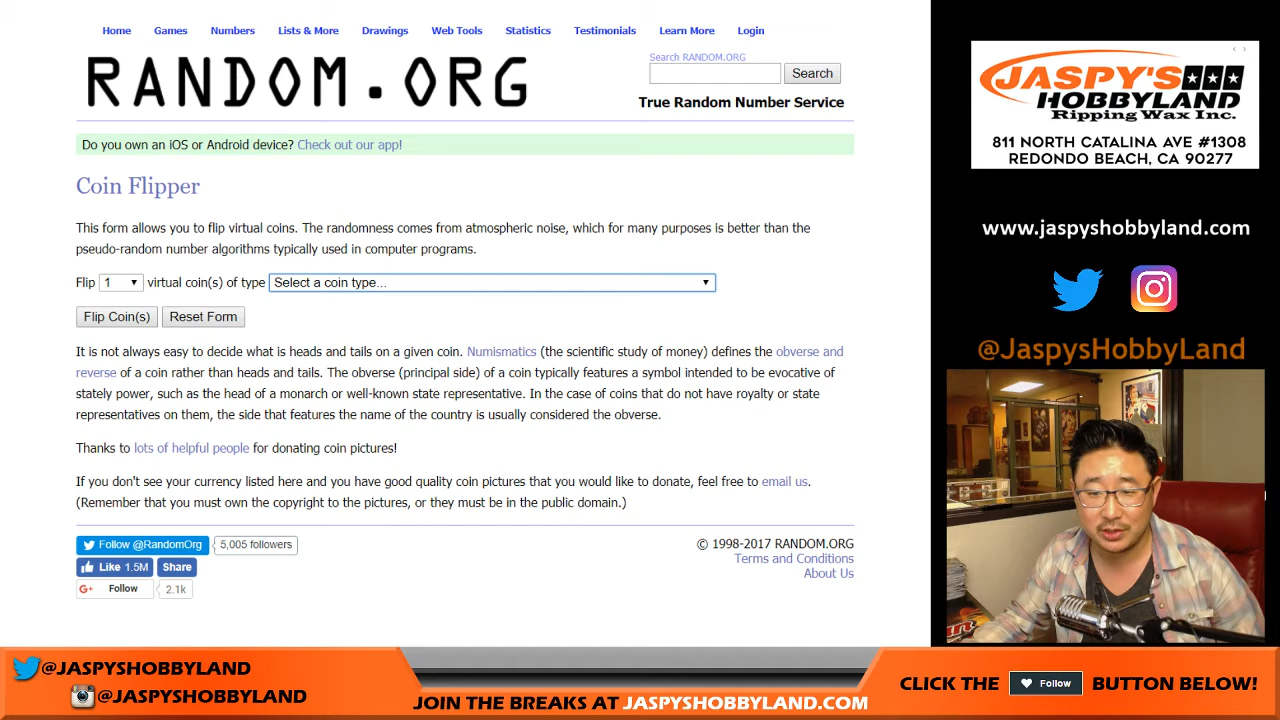 Home Games Numbers Lists & More Drawings Web Tools Statistics Testimonials Learn More Login
RANDOM.ORG
Search RANDOM.ORG
Search
True Random Number Service
Do you own an iOS or Android device? Check out our app!
Coin Flipper
This form allows you to flip virtual coins. The randomness comes from atmospheric noise, which for many purposes is better than the
pseudo-random number algorithms typically used in computer programs.
Flip 1 virtual coin(s) of type Select a coin type...
Flip Coin(s) Reset Form
It is not always easy to decide what is heads and tails on a given coin. Numismatics (the scientific study of money) defines the obverse and
reverse of a coin rather than heads and tails. The obverse (principal side) of a coin typically features a symbol intended to be evocative of
stately power, such as the head of a monarch or well-known state representative. In the case of coins that do not have royalty or state
representatives on them, the side that features the name of the country is usually considered the obverse.
Thanks to lots of helpful people for donating coin pictures!
If you don't see your currency listed here and you have good quality coin pictures that you would like to donate, feel free to email us.
(Remember that you must own the copyright to the pictures, or they must be in the public domain.)
Follow @RandomOrg 5,005 followers
Like 1.5M Share
G+ Follow 2.1k
© 1998-2017 RANDOM.ORG
Terms and Conditions
About Us
JASPY'S
HOBBYLAND
Ripping Wax Inc.
811 NORTH CATALINA AVE #1308
REDONDO BEACH, CA 90277
www.jaspyshobbyland.com
@JaspysHobbyLand
@JASPYSHOBBYLAND
@JASPYSHOBBYLAND
JOIN THE BREAKS AT JASPYSHOBBYLAND.COM
CLICK THE Follow BUTTON BELOW!